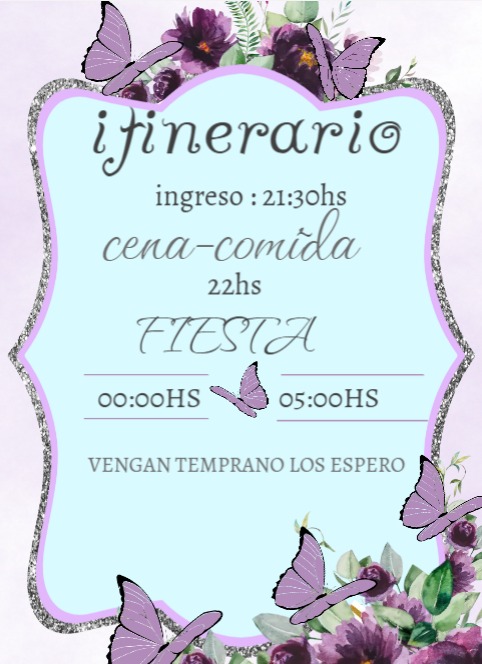 itinerario
ingreso : 21:30hs
cena-comida
22hs
FIESTA
00:00HS 05:00HS
VENGAN TEMPRANO LOS ESPERO